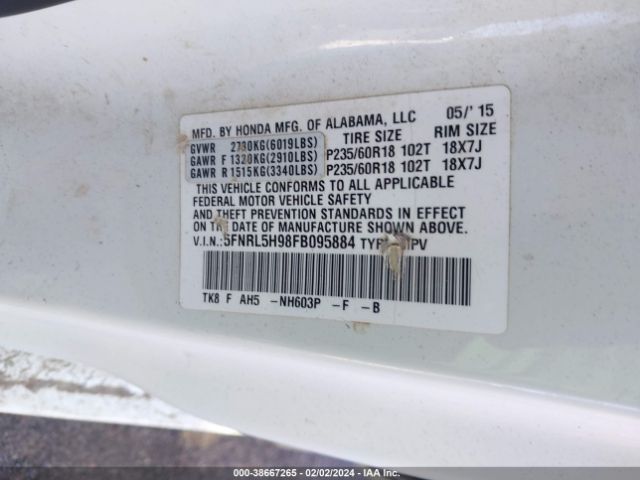 MFD. BY HONDA MFG. OF ALABAMA, LLC 05/'15
GVWR 2730KG(6019LBS) TIRE SIZE RIM SIZE
GAWR F 1320KG(2910LBS) P235/60R18 102T 18X7J
GAWR R 1515KG(3340LBS) P235/60R18 102T 18X7J
THIS VEHICLE CONFORMS TO ALL APPLICABLE
FEDERAL MOTOR VEHICLE SAFETY
AND THEFT PREVENTION STANDARDS IN EFFECT
ON THE DATE OF MANUFACTURE SHOWN ABOVE.
V.I.N.:5FNRL5H98FB095884 MPV
TK8 F AH5 -NH603P -F -B
000-38667265 - 02/02/2024 - IAA Inc.